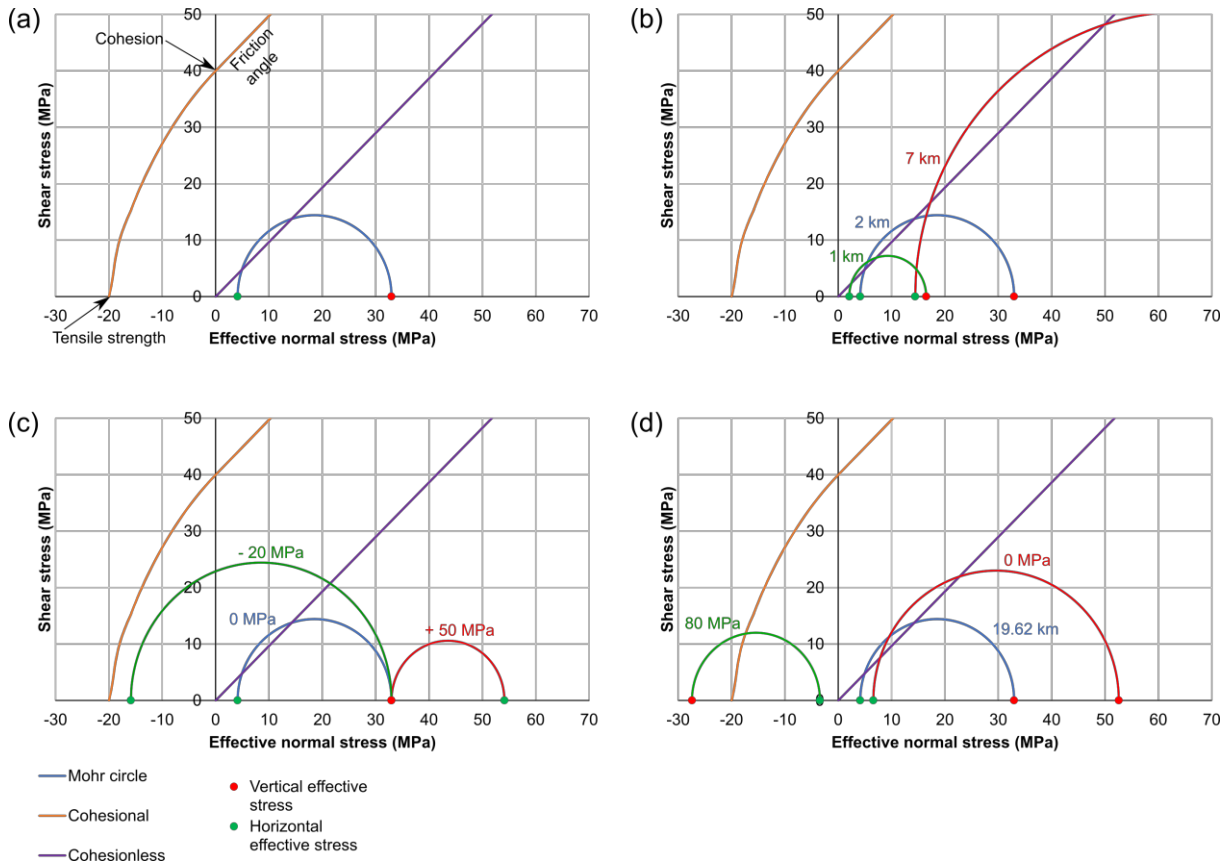 (a)
50
40
30
20
10
0
Shear stress (MPa)
Cohesion
Friction
angle
-30 -20 -10 0 10 20 30 40 50 60 70
Tensile strength
Effective normal stress (MPa)
(b)
50
40
30
20
10
0
Shear stress (MPa)
7 km
2 km
1 km
-30 -20 -10 0 10 20 30 40 50 60 70
Effective normal stress (MPa)
(c)
50
40
30
20
10
0
Shear stress (MPa)
- 20 MPa
0 MPa
+ 50 MPa
-30 -20 -10 0 10 20 30 40 50 60 70
Effective normal stress (MPa)
(d)
50
40
30
20
10
0
Shear stress (MPa)
0 MPa
80 MPa
19.62 km
-30 -20 -10 0 10 20 30 40 50 60 70
Effective normal stress (MPa)
Mohr circle
Cohesional
Cohesionless
Vertical effective
stress
Horizontal
effective stress